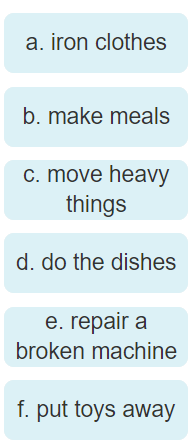 a. iron clothes
b. make meals
c. move heavy
things
d. do the dishes
e. repair a
broken machine
f. put toys away